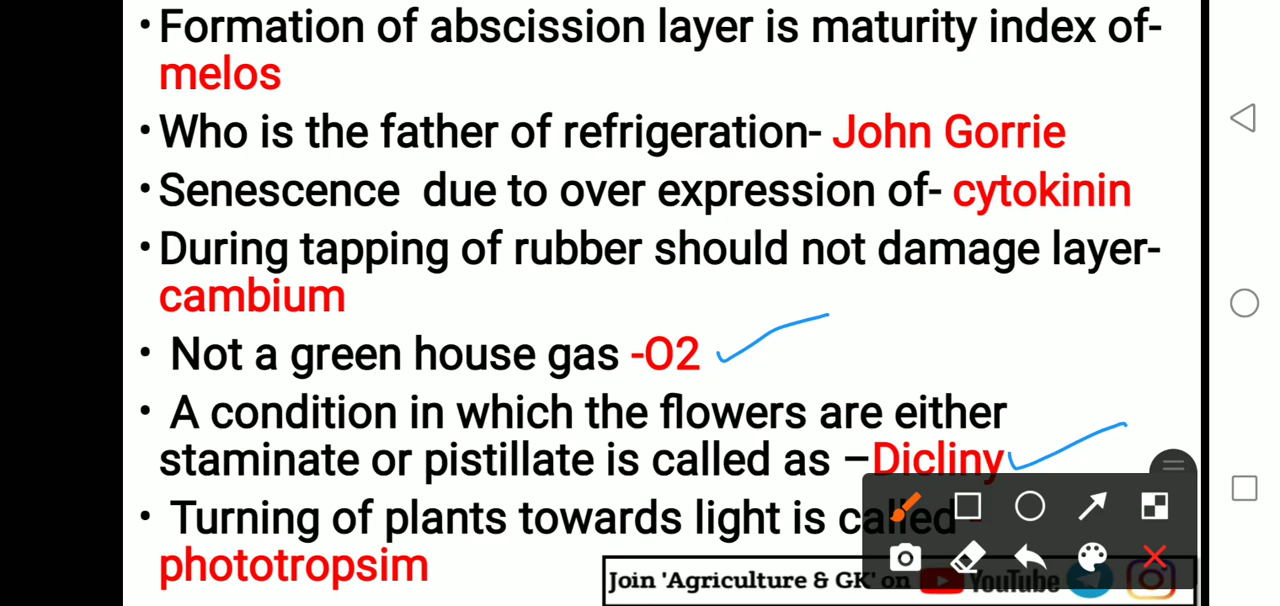 • Formation of abscission layer is maturity index of-
melos
• Who is the father of refrigeration- John Gorrie
• Senescence due to over expression of- cytokinin
• During tapping of rubber should not damage layer-
cambium
• Not a green house gas -O2
• A condition in which the flowers are either
staminate or pistillate is called as –Dicliny
• Turning of plants towards light is called -
phototropsim
Join 'Agriculture & GK' on YouTube